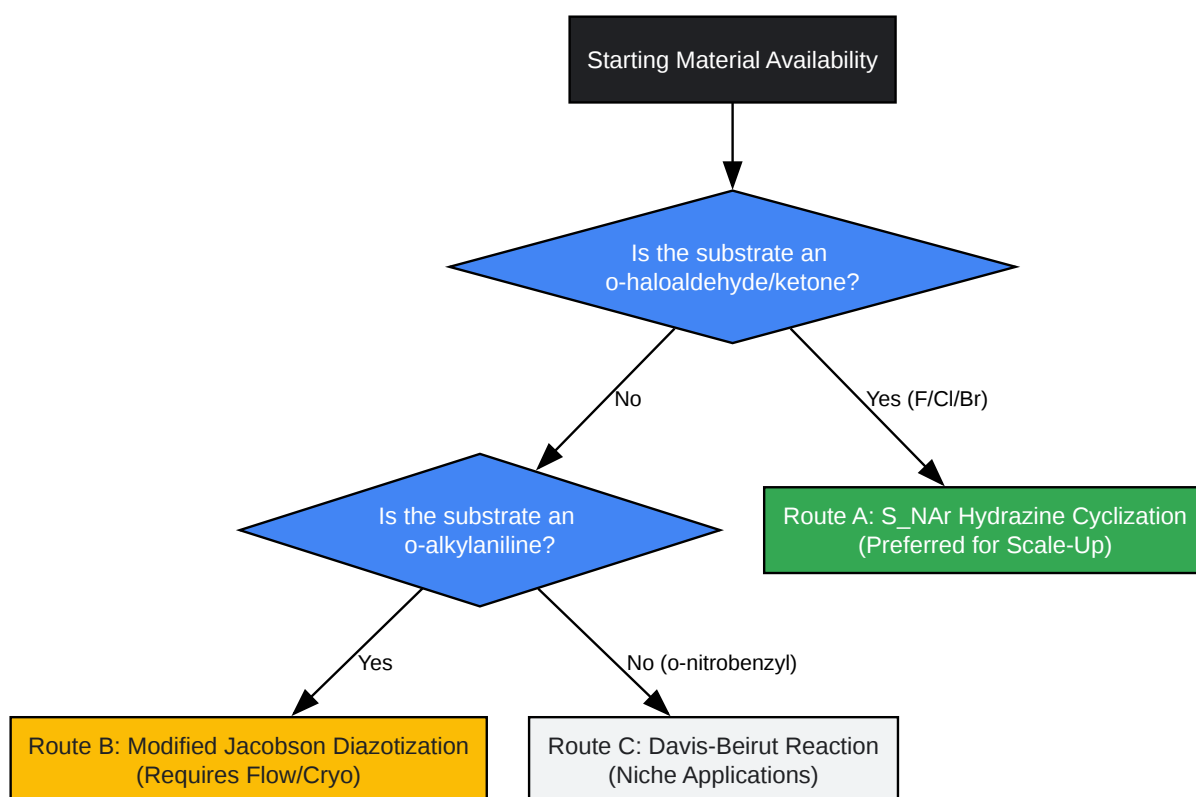 Starting Material Availability
Is the substrate an
o-haloaldehyde/ketone?
No
Yes (F/Cl/Br)
Is the substrate an
o-alkylaniline?
Route A: S_NAr Hydrazine Cyclization
(Preferred for Scale-Up)
Yes
No (o-nitrobenzyl)
Route B: Modified Jacobson Diazotization
(Requires Flow/Cryo)
Route C: Davis-Beirut Reaction
(Niche Applications)